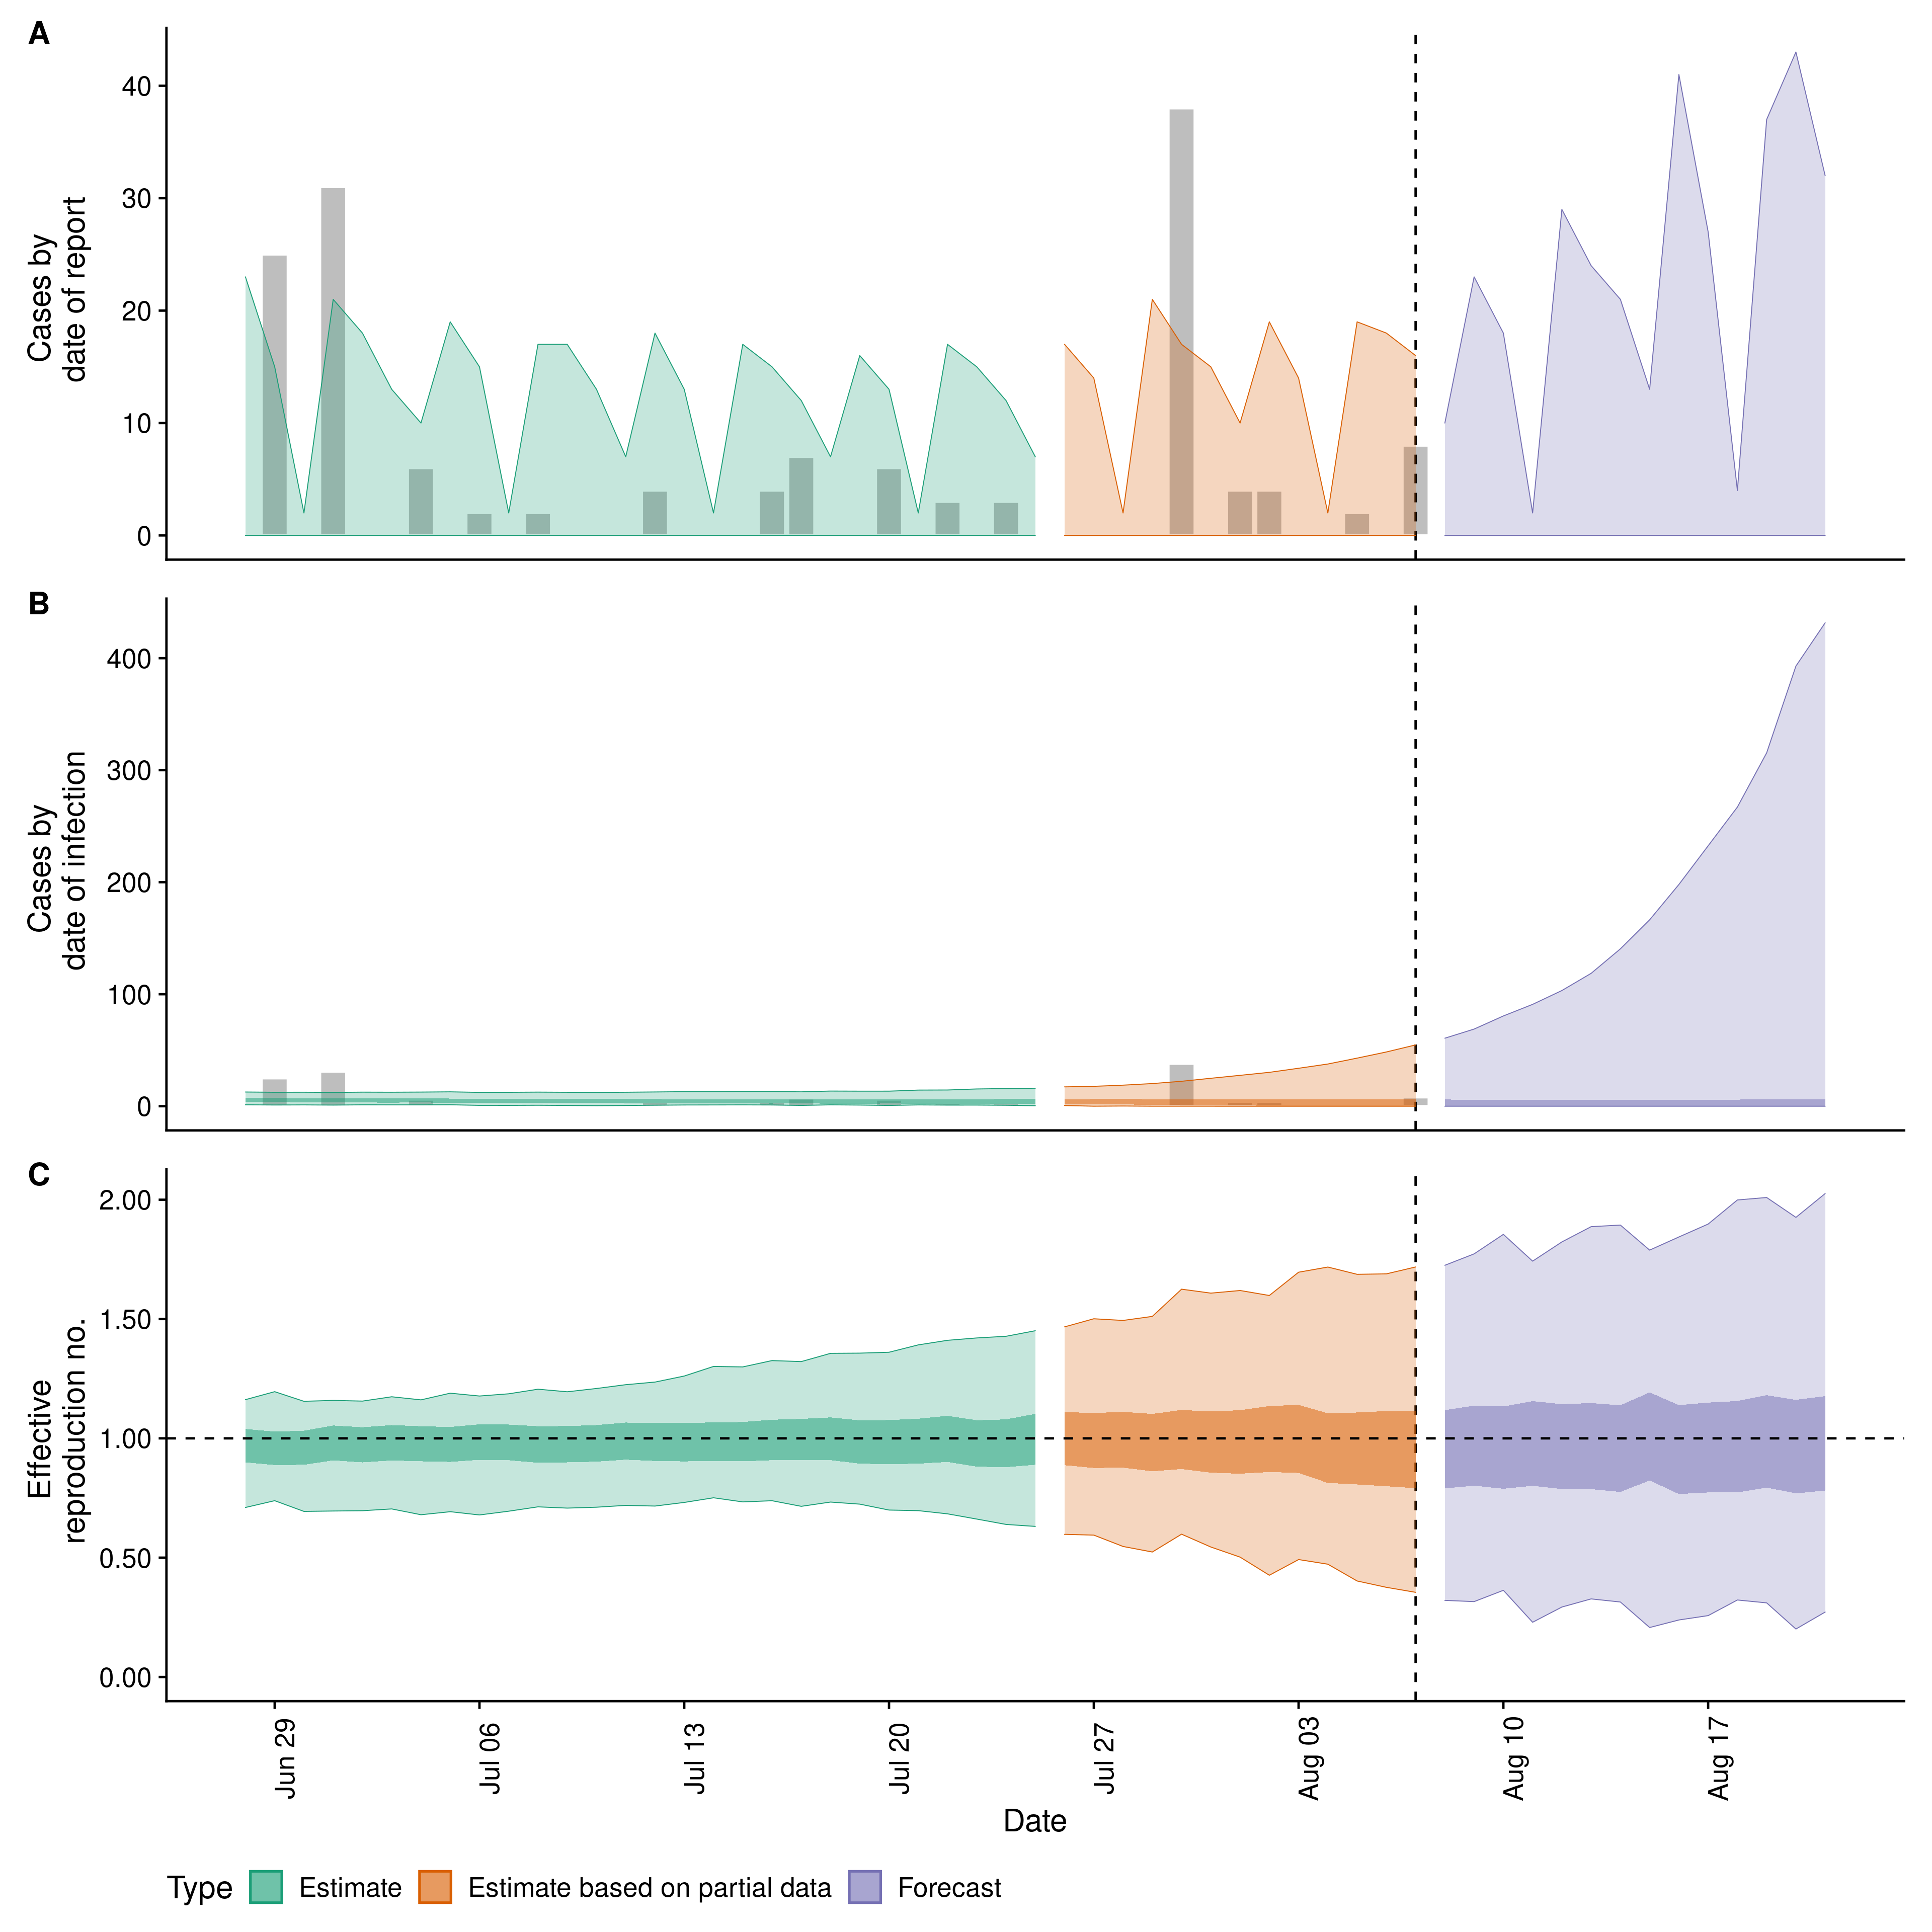 A
Cases by
date of report
40
30
20
10
0
B
Cases by
date of infection
400
300
200
100
0
C
Effective
reproduction no.
2.00
1.50
1.00
0.50
0.00
Jun 29
Jul 06
Jul 13
Jul 20
Jul 27
Aug 03
Aug 10
Aug 17
Date
Type Estimate Estimate based on partial data Forecast